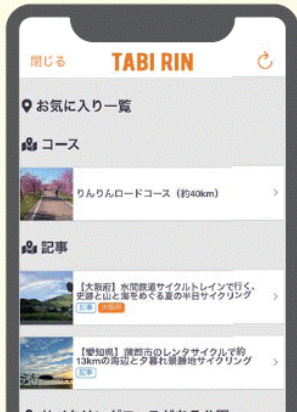 閉じる
TABI RIN
お気に入り一覧
コース
りんりんロードコース（約40km）
記事
【大阪府】水間鉄道サイクルトレインで行く、
史跡と山と海をめぐる夏の半日サイクリング
記事 大阪府
【愛知県】蒲郡市のレンタサイクルで約
13kmの海辺と夕暮れ景勝地サイクリング
記事